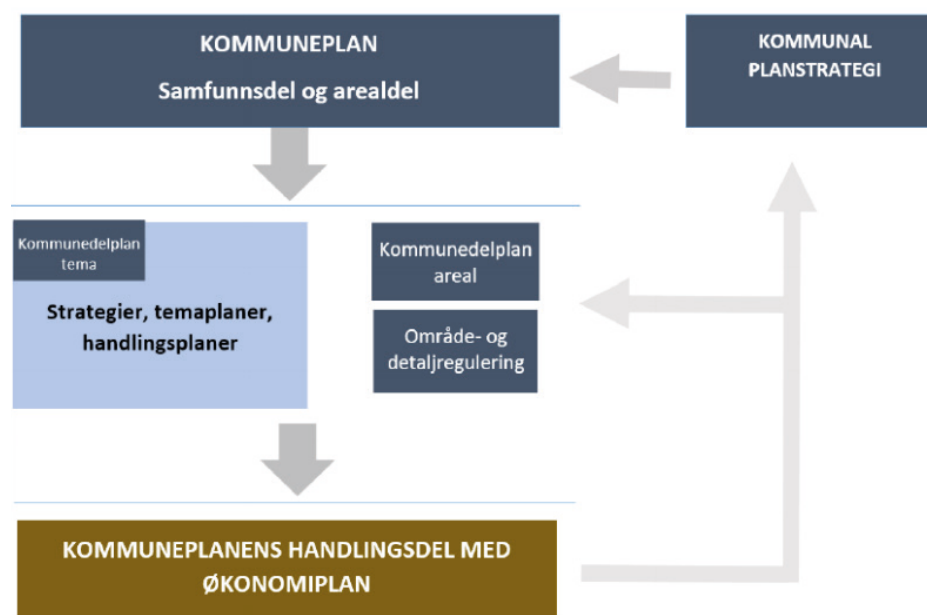 KOMMUNEPLAN
Samfunnsdel og arealdel
KOMMUNAL
PLANSTRATEGI
Kommunedelplan
tema
Strategier, temaplaner,
handlingsplaner
Kommunedelplan
areal
Område- og
detaljregulering
KOMMUNEPLANENS HANDLINGSDEL MED
ØKONOMIPLAN